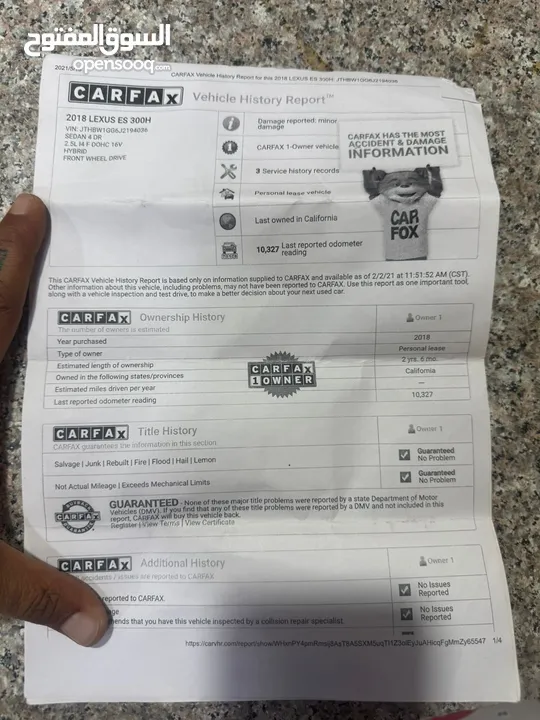 السوق المفتوح
opensooq.com
CARFAX Vehicle History Report for this 2018 LEXUS ES 300H: JTHBW1GG6J2194036
CARFAX Vehicle History Report™
2018 LEXUS ES 300H
VIN: JTHBW1GG6J2194036
SEDAN 4 DR
2.5L I4 F DOHC 16V
HYBRID
FRONT WHEEL DRIVE
Damage reported: minor damage
CARFAX 1-Owner vehicle
3 Service history records
Personal lease vehicle
Last owned in California
10,327 Last reported odometer reading
CARFAX HAS THE MOST
ACCIDENT & DAMAGE
INFORMATION
CAR
FOX
This CARFAX Vehicle History Report is based only on information supplied to CARFAX and available as of 2/2/21 at 11:51:52 AM (CST).
Other information about this vehicle, including problems, may not have been reported to CARFAX. Use this report as one important tool,
along with a vehicle inspection and test drive, to make a better decision about your next used car.
CARFAX Ownership History
The number of owners is estimated
Owner 1
Year purchased 2018
Type of owner Personal lease
Estimated length of ownership 2 yrs. 6 mo.
Owned in the following states/provinces California
Estimated miles driven per year ---
Last reported odometer reading 10,327
CARFAX
1 OWNER
CARFAX Title History
CARFAX guarantees the information in this section
Owner 1
Salvage | Junk | Rebuilt | Fire | Flood | Hail | Lemon
Guaranteed
No Problem
Not Actual Mileage | Exceeds Mechanical Limits
Guaranteed
No Problem
GUARANTEED - None of these major title problems were reported by a state Department of Motor
Vehicles (DMV). If you find that any of these title problems were reported by a DMV and not included in this
report, CARFAX will buy this vehicle back.
Register | View Terms | View Certificate
CARFAX Additional History
accidents / issues are reported to CARFAX
Owner 1
reported to CARFAX.
No Issues
Reported
mends that you have this vehicle inspected by a collision repair specialist.
No Issues
Reported
1/4